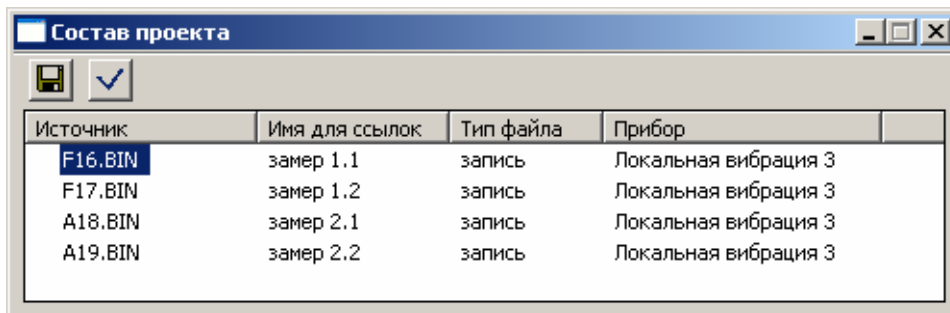 Состав проекта
Источник Имя для ссылок Тип файла Прибор
F16.BIN замер 1.1 запись Локальная вибрация 3
F17.BIN замер 1.2 запись Локальная вибрация 3
A18.BIN замер 2.1 запись Локальная вибрация 3
A19.BIN замер 2.2 запись Локальная вибрация 3